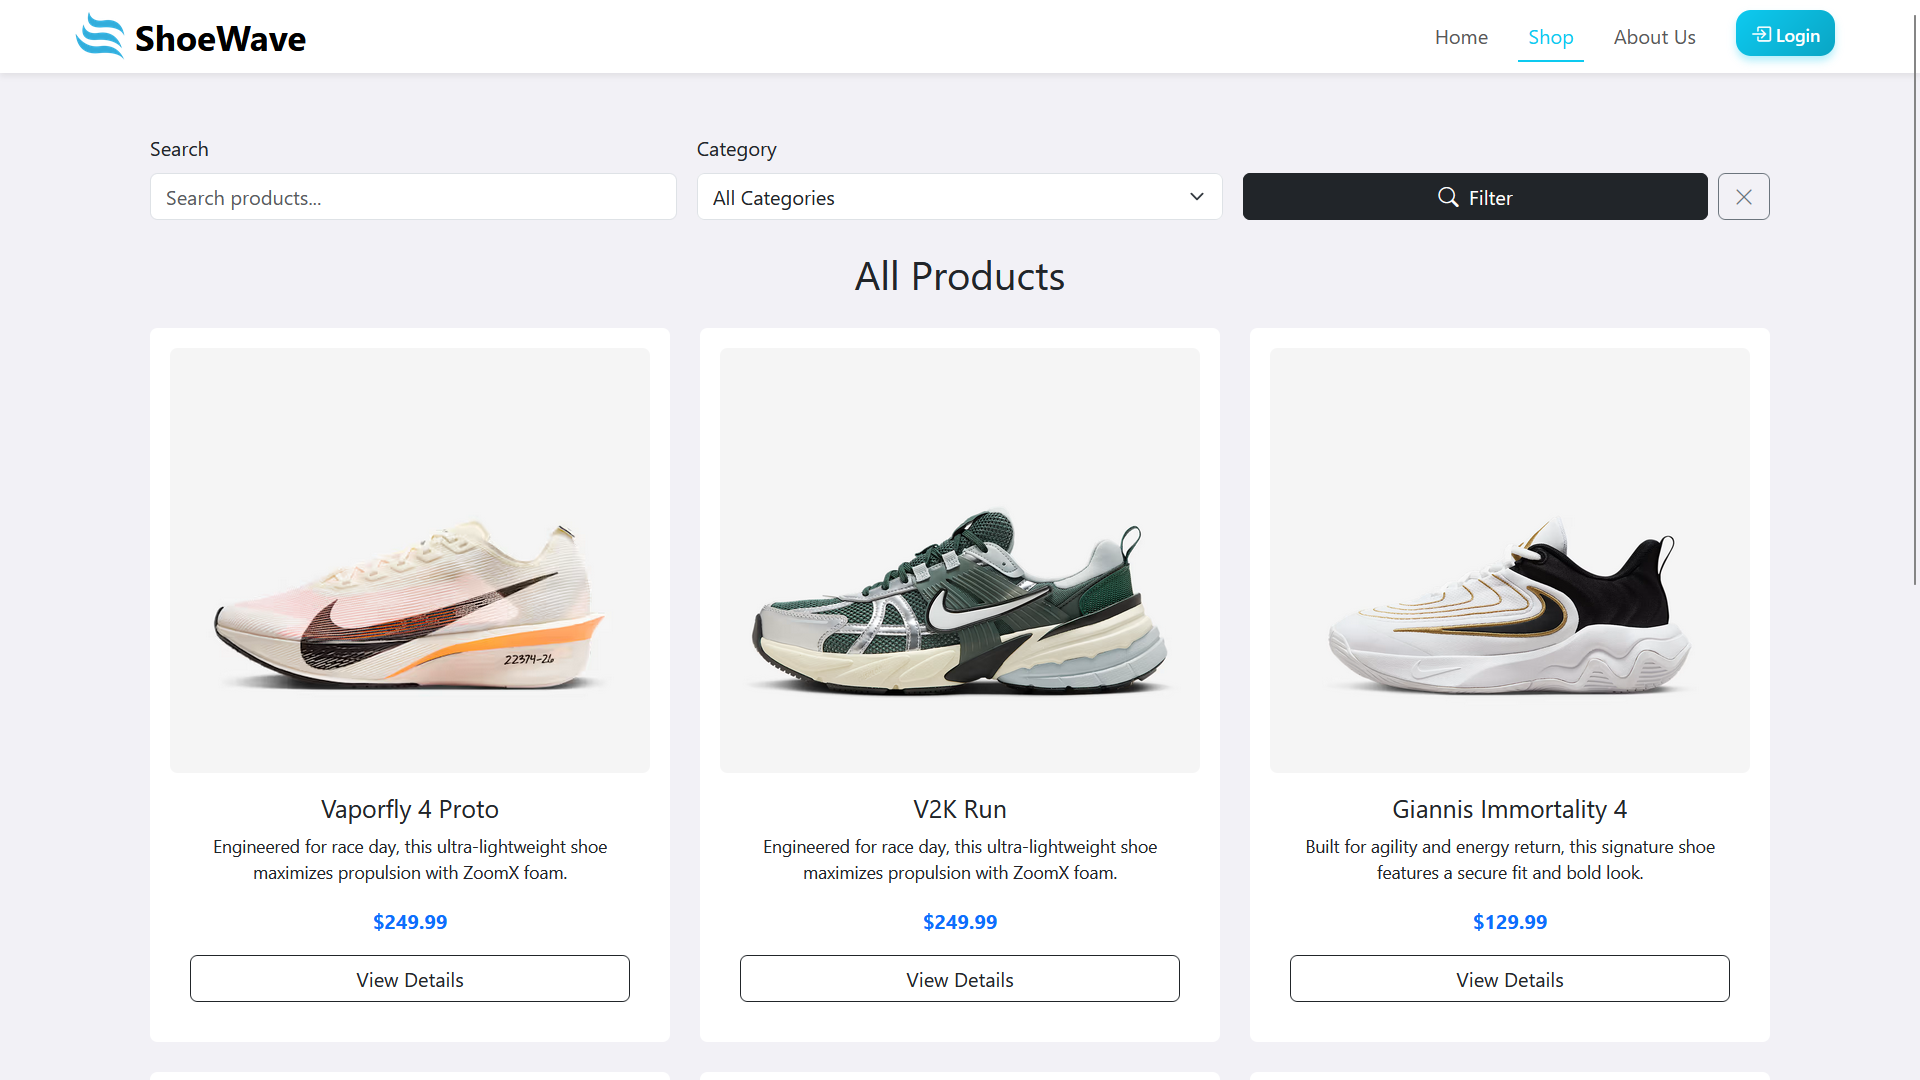 ShoeWave
Home
Shop
About Us
Login
Search
Category
Search products...
All Categories
Filter
All Products
22374-26
Vaporfly 4 Proto
Engineered for race day, this ultra-lightweight shoe
maximizes propulsion with ZoomX foam.
$249.99
View Details
V2K Run
Engineered for race day, this ultra-lightweight shoe
maximizes propulsion with ZoomX foam.
$249.99
View Details
Giannis Immortality 4
Built for agility and energy return, this signature shoe
features a secure fit and bold look.
$129.99
View Details